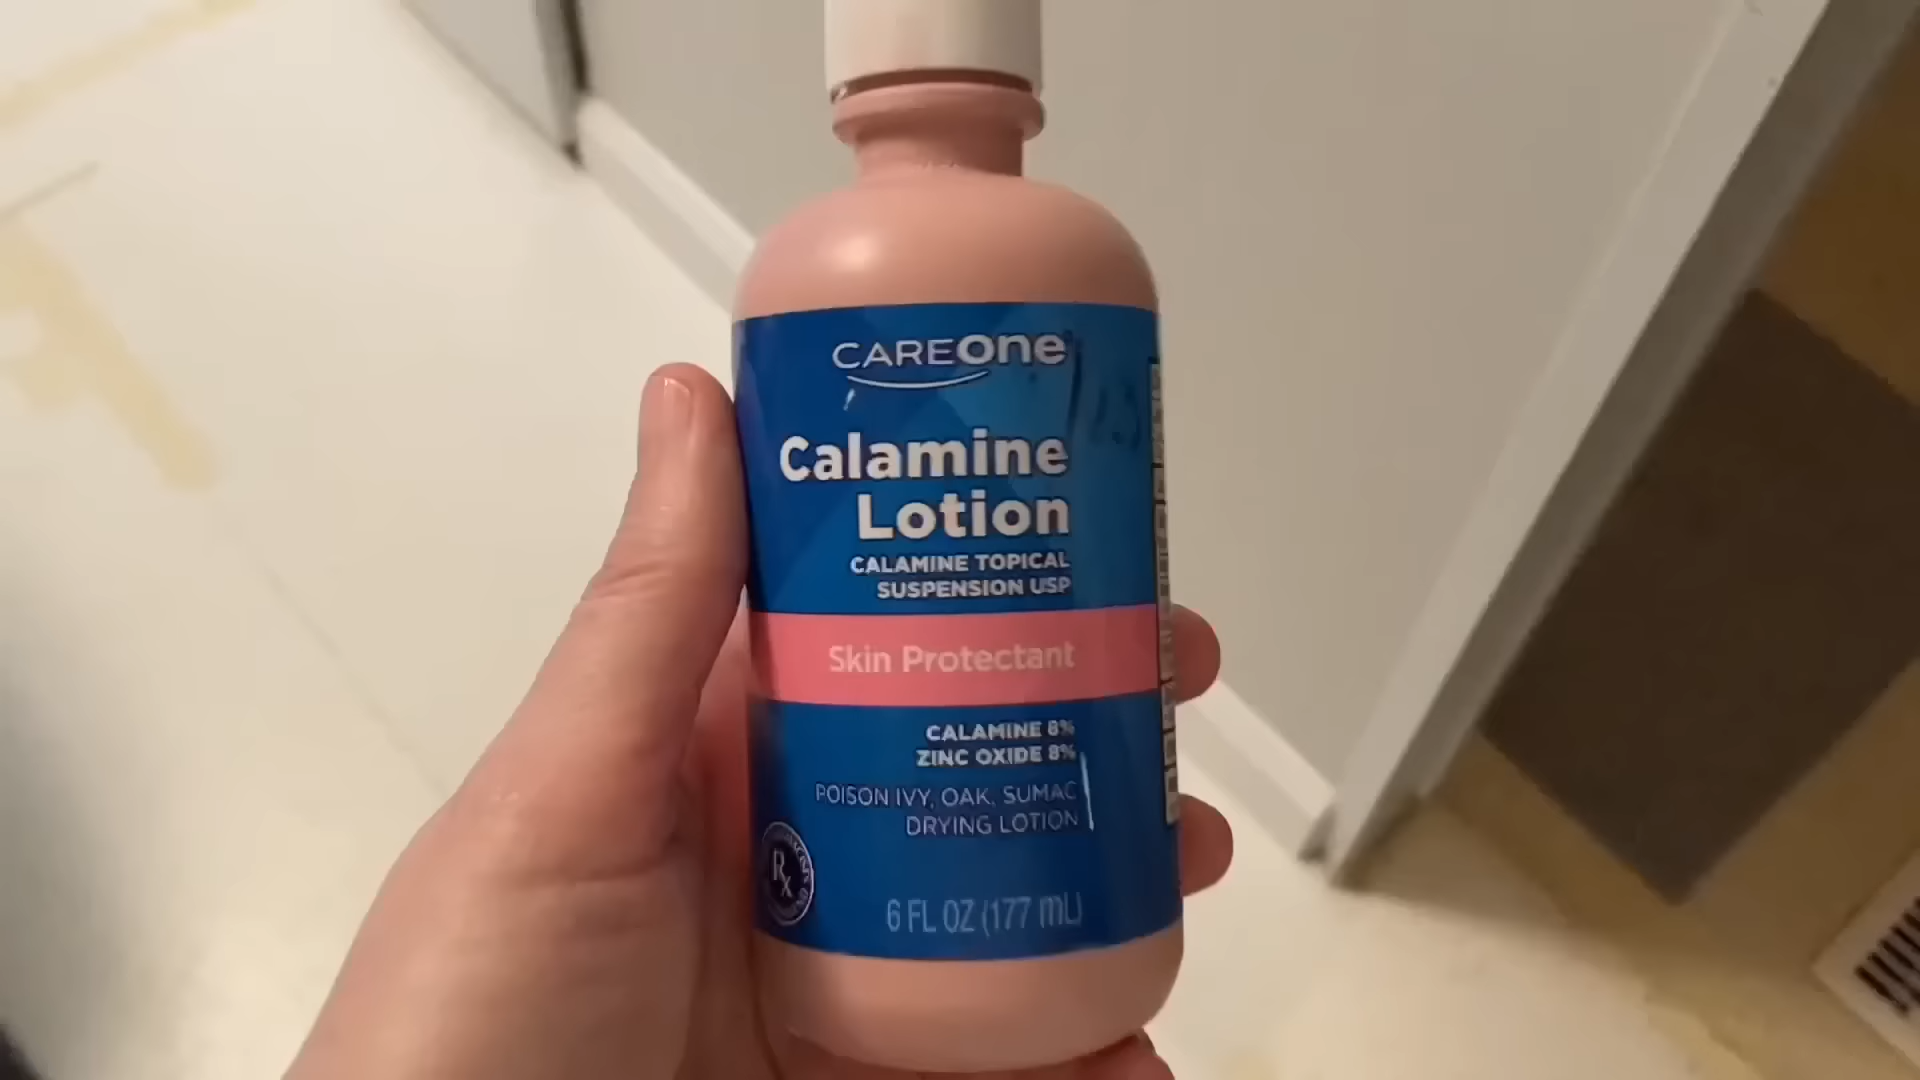 CAREOne
Calamine
Lotion
CALAMINE TOPICAL
SUSPENSION USP
Skin Protectant
CALAMINE 8%
ZINC OXIDE 8%
POISON IVY, OAK, SUMAC
DRYING LOTION
Rx
6 FL OZ (177 mL)